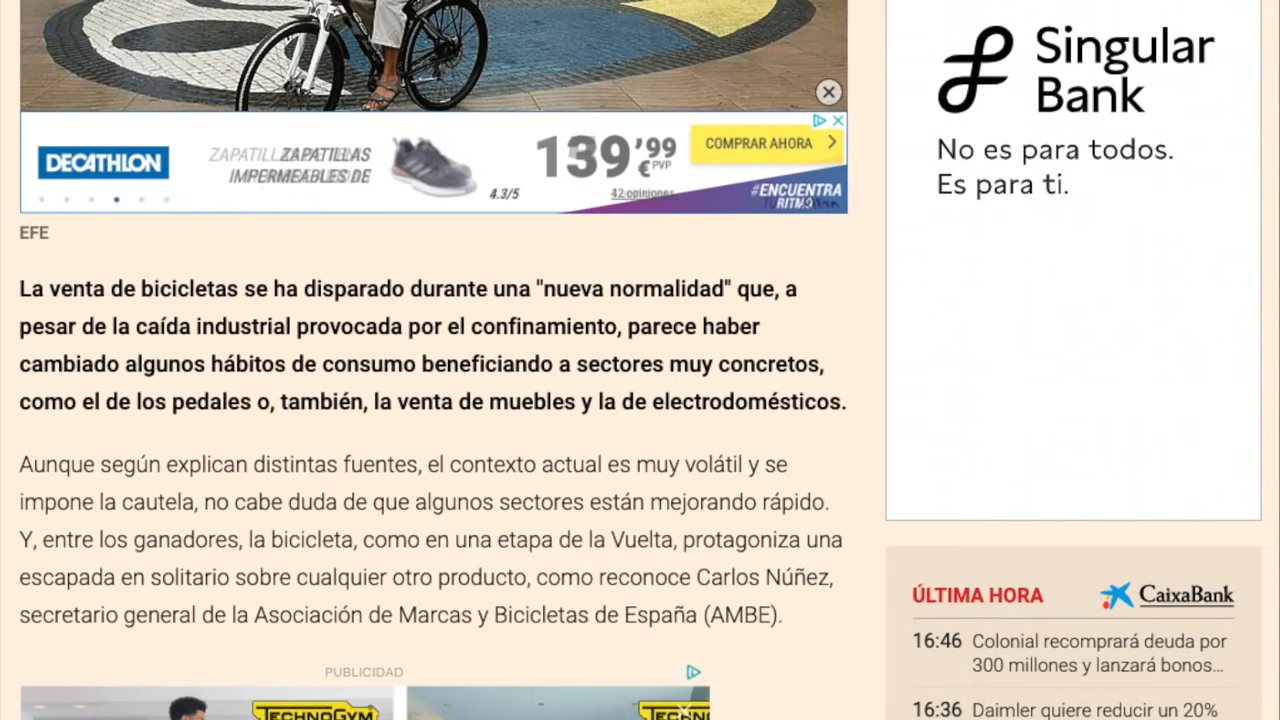 DECATHLON
ZAPATILLAS
IMPERMEABLES DE
4.3/5
139'99
€ PVP
42 opiniones
COMPRAR AHORA
#ENCUENTRA
RITMO
EFE
La venta de bicicletas se ha disparado durante una "nueva normalidad" que, a
pesar de la caída industrial provocada por el confinamiento, parece haber
cambiado algunos hábitos de consumo beneficiando a sectores muy concretos,
como el de los pedales o, también, la venta de muebles y la de electrodomésticos.
Aunque según explican distintas fuentes, el contexto actual es muy volátil y se
impone la cautela, no cabe duda de que algunos sectores están mejorando rápido.
Y, entre los ganadores, la bicicleta, como en una etapa de la Vuelta, protagoniza una
escapada en solitario sobre cualquier otro producto, como reconoce Carlos Núñez,
secretario general de la Asociación de Marcas y Bicicletas de España (AMBE).
PUBLICIDAD
TECHNOGYM
Singular
Bank
No es para todos.
Es para ti.
ÚLTIMA HORA
CaixaBank
16:46 Colonial recomprará deuda por
300 millones y lanzará bonos...
16:36 Daimler quiere reducir un 20%